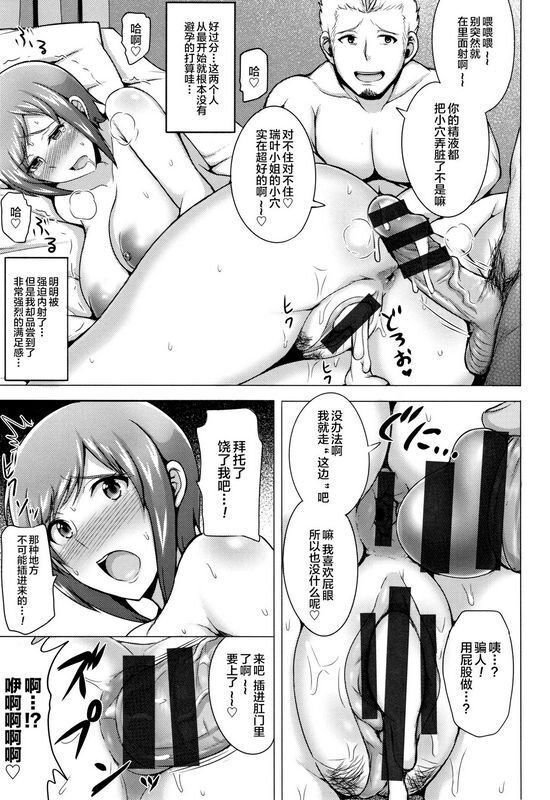 喂喂喂~~
别突然就
在里面射啊~~
你的精液都
把小穴弄脏了不是嘛
好过分…这两个人
从最开始就根本没有
避孕的打算哇…
哈啊♡
哈♡
对不住对不住♡
瑞叶小姐的小穴
实在超好的啊~~♡
哈♡
明明被
强迫内射了…
但是我却品尝到了
非常强烈的满足感…
どろぉ♡
没办法啊
我就走“这边”吧
嘛 我喜欢屁眼
所以也没什么呢♡
咦…?
骗人!
用屁股做…?
拜托了
饶了我吧…!
那种地方
不可能插进来的…!
来吧 插进肛门里
了啊~~
要上了~~
啊…!?
咿啊啊啊啊
♡